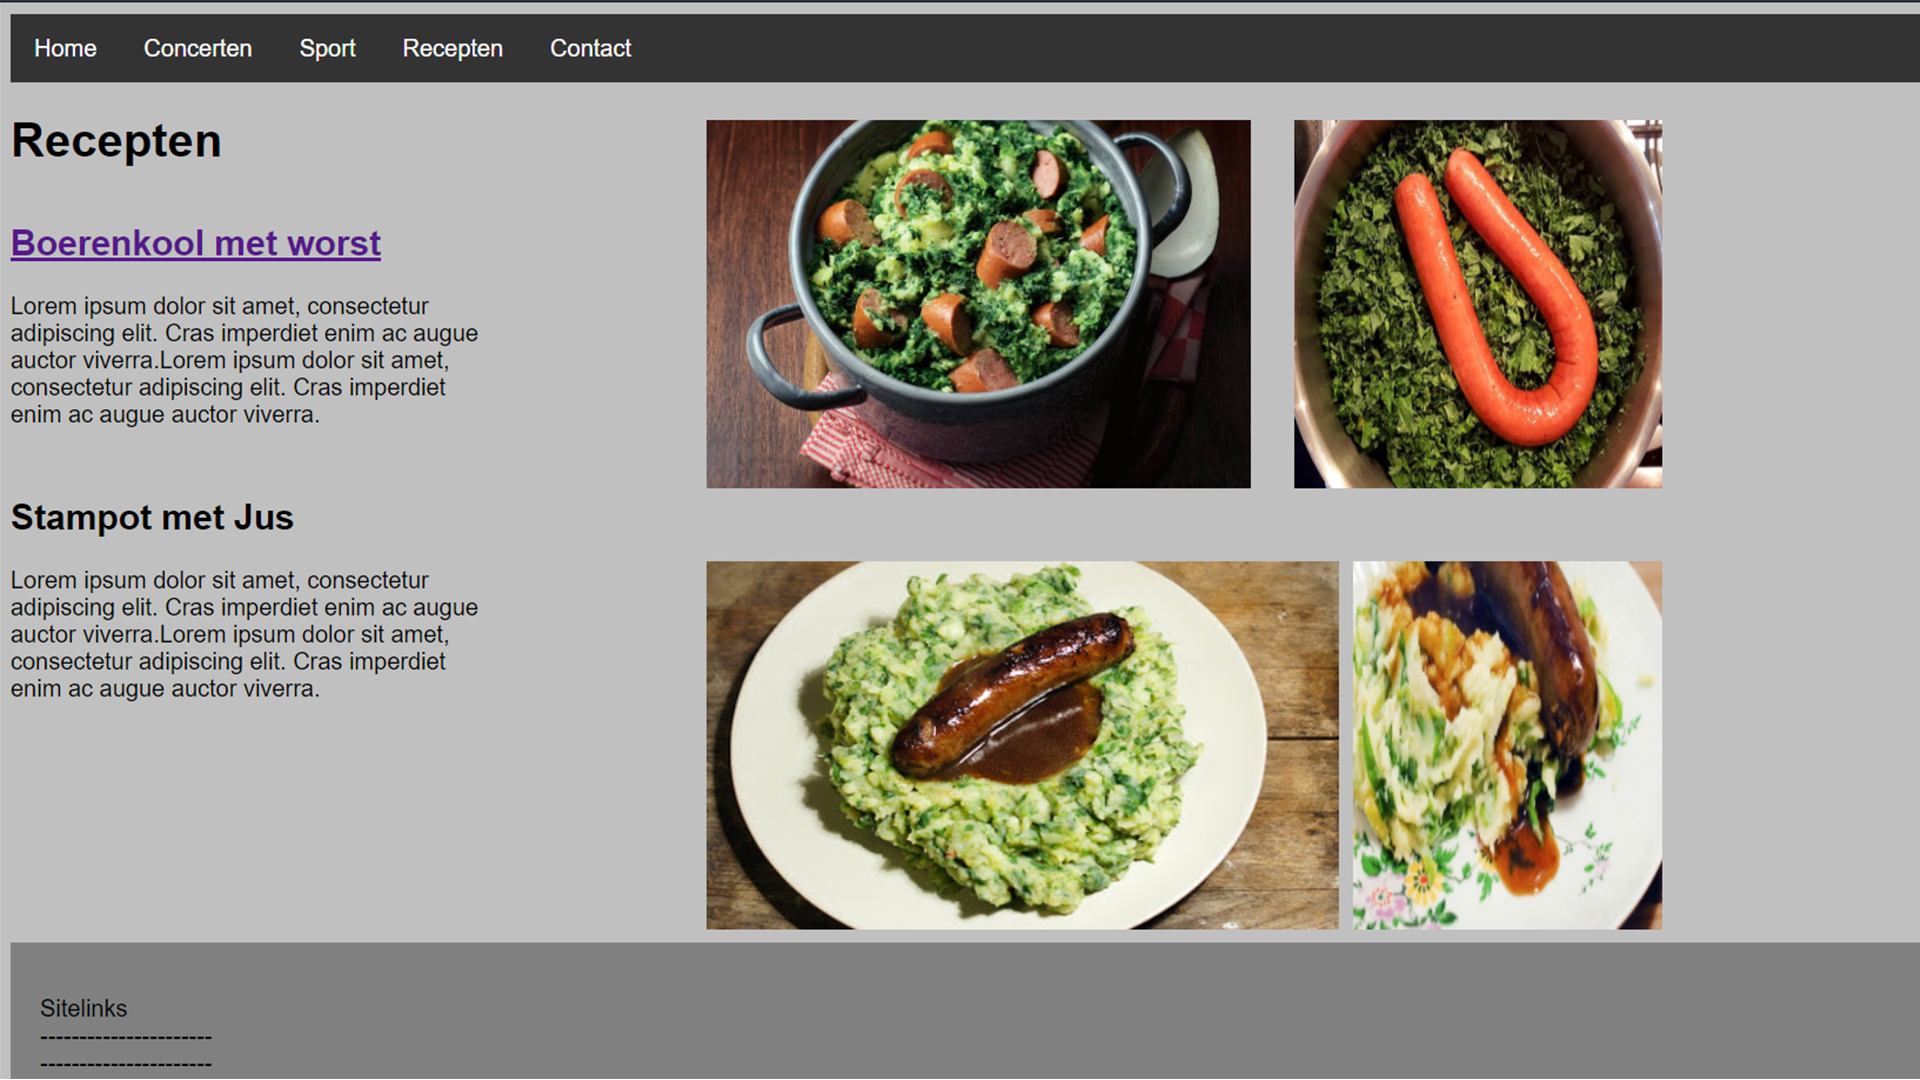 Home Concerten Sport Recepten Contact
Recepten
Boerenkool met worst
Lorem ipsum dolor sit amet, consectetur
adipiscing elit. Cras imperdiet enim ac augue
auctor viverra.Lorem ipsum dolor sit amet,
consectetur adipiscing elit. Cras imperdiet
enim ac augue auctor viverra.
Stampot met Jus
Lorem ipsum dolor sit amet, consectetur
adipiscing elit. Cras imperdiet enim ac augue
auctor viverra.Lorem ipsum dolor sit amet,
consectetur adipiscing elit. Cras imperdiet
enim ac augue auctor viverra.
Sitelinks
----------------------
----------------------